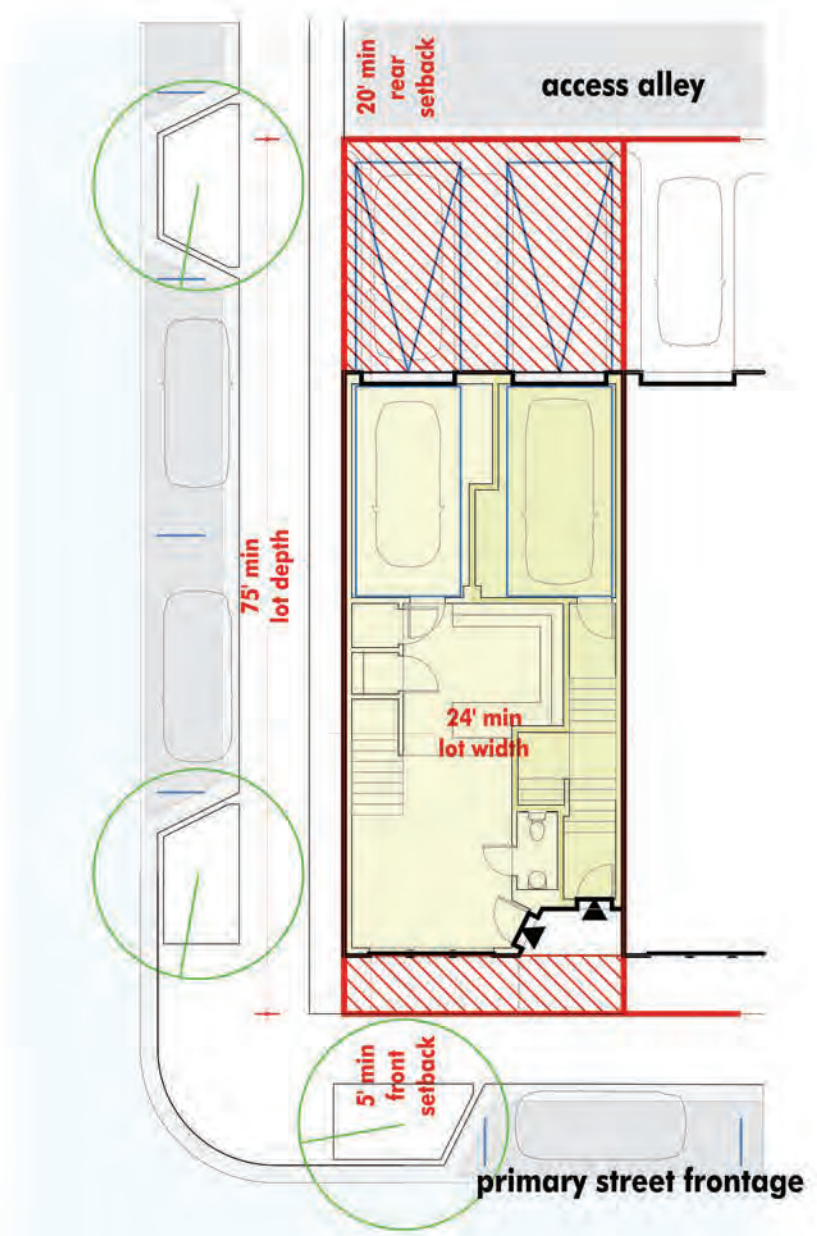 20' min
rear
setback
access alley
75' min
lot depth
24' min
lot width
5' min
front
setback
primary street frontage